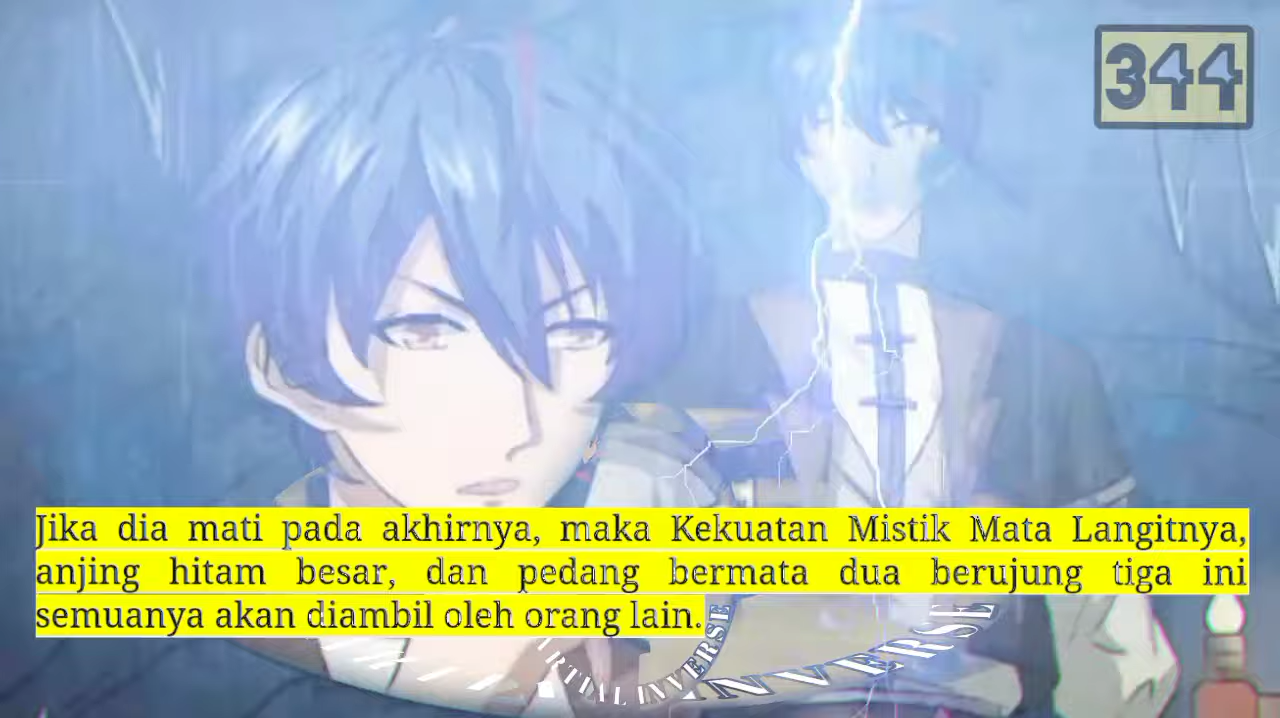 344
Jika dia mati pada akhirnya, maka Kekuatan Mistik Mata Langitnya,
anjing hitam besar, dan pedang bermata dua berujung tiga ini
semuanya akan diambil oleh orang lain.
INVERSE